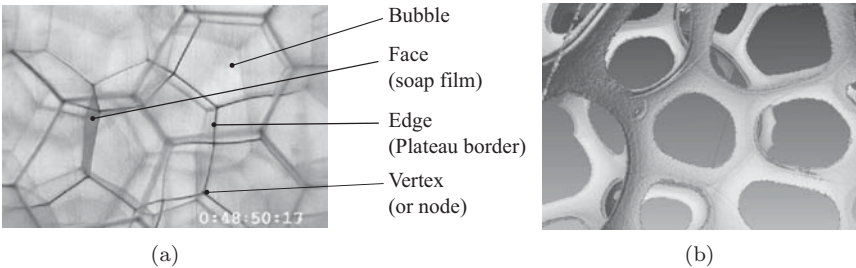 Bubble
Face
(soap film)
Edge
(Plateau border)
Vertex
(or node)
0:48:50:17
(a)
(b)